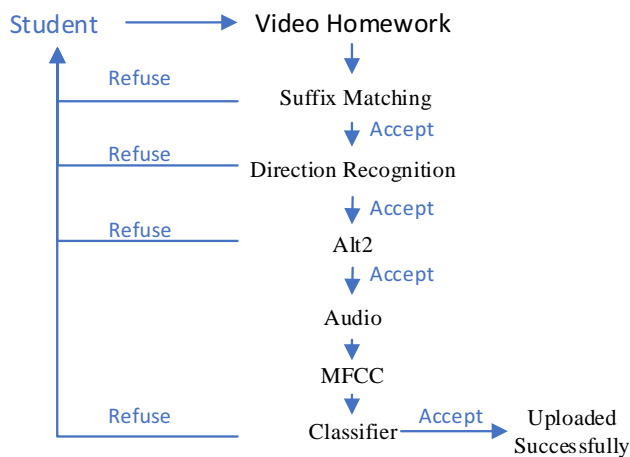 Student
Video Homework
Refuse
Suffix Matching
Accept
Refuse
Direction Recognition
Accept
Refuse
Alt2
Accept
Audio
MFCC
Refuse
Classifier
Accept
Uploaded
Successfully